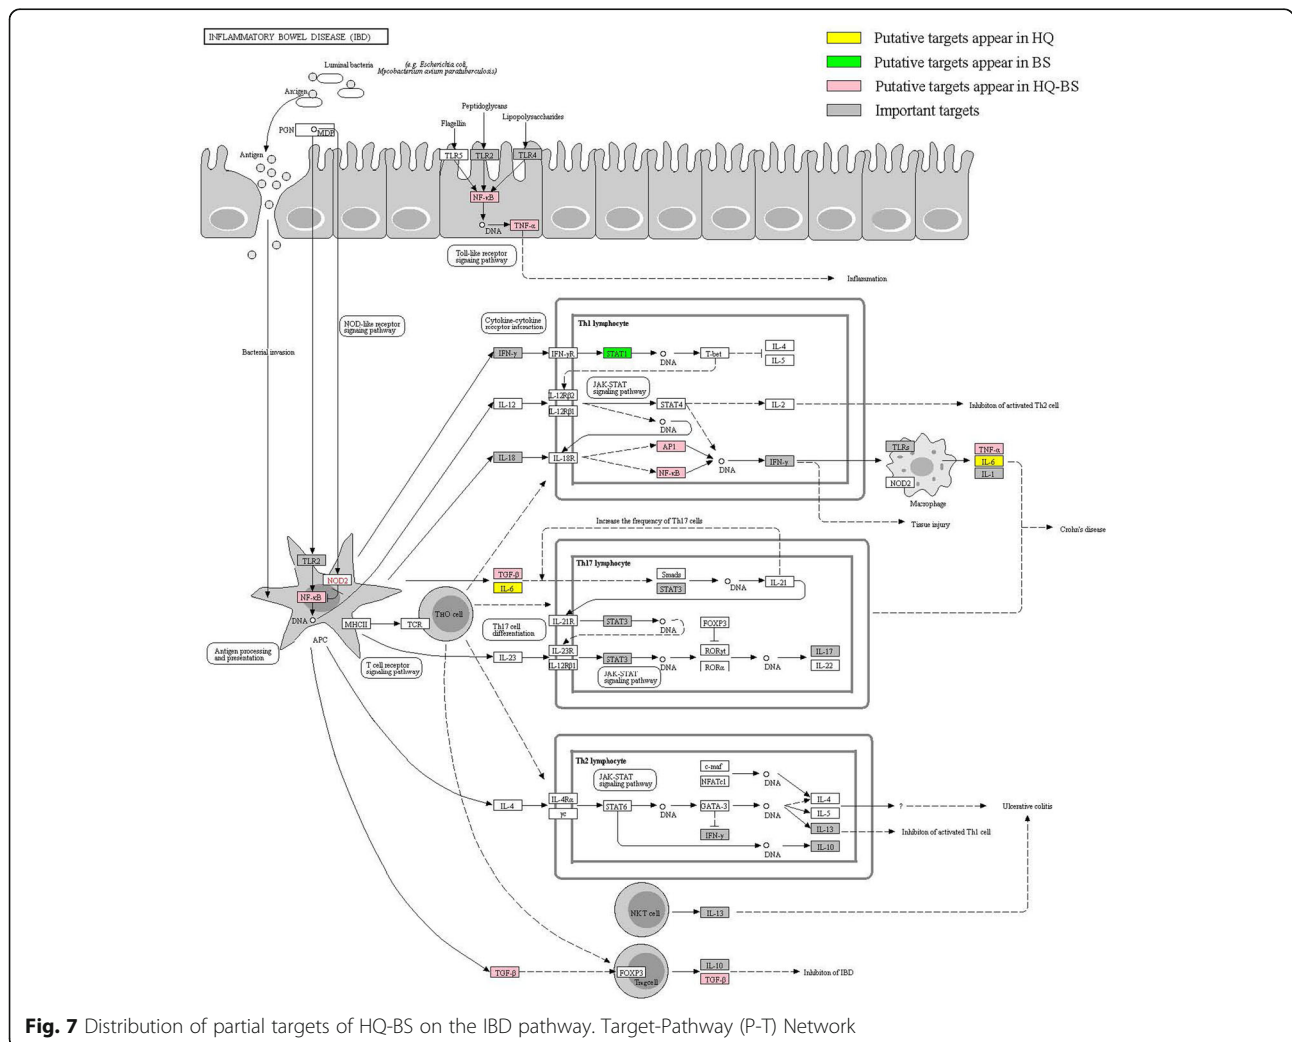 INFLAMMATORY BOWEL DISEASE (IBD)
Putative targets appear in HQ
Putative targets appear in BS
Putative targets appear in HQ-BS
Important targets
Luminal bacteria
(e.g. Escherichia coli,
Mycobacterium avium paratuberculosis)
Antigen
PGN
MDP
Antigen
Peptidoglycans
Flagellin
Lipopolysaccharides
TLR5
TLR2
TLR4
NF-κB
DNA
TNF-α
Toll-like receptor
signaling pathway
Inflammation
NOD-like receptor
signaling pathway
Bacterial invasion
Cytokine-cytokine
receptor interaction
Th1 lymphocyte
IFN-γ
IFN-γR
STAT1
DNA
T-bet
IL-4
IL-5
JAK-STAT
signaling pathway
IL-12
IL-12Rβ2
IL-12Rβ1
STAT4
DNA
IL-2
Inhibiton of activated Th2 cell
IL-18
IL-18R
AP1
NF-κB
DNA
IFN-γ
TLRs
NOD2
Macrophage
TNF-α
IL-6
IL-1
Tissue injury
Crohn's disease
Increase the frequency of Th17 cells
TLR2
NOD2
NF-κB
DNA
APC
MHCII
TCR
TH0 cell
Antigen processing
and presentation
T cell receptor
signaling pathway
Th17 lymphocyte
TGF-β
IL-6
Smads
STAT3
DNA
IL-21
Th17 cell
differentiation
IL-21R
STAT3
DNA
FOXP3
IL-23
IL-23R
IL-12Rβ1
STAT3
DNA
RORγt
RORα
DNA
IL-17
IL-22
JAK-STAT
signaling pathway
Th2 lymphocyte
JAK-STAT
signaling pathway
c-maf
NFATc1
DNA
IL-4
IL-4Rα
γc
STAT6
DNA
GATA-3
IFN-γ
DNA
IL-4
IL-5
IL-13
DNA
IL-10
?
Ulcerative colitis
Inhibiton of activated Th1 cell
NKT cell
IL-13
TGF-β
FOXP3
Treg cell
IL-10
TGF-β
Inhibiton of IBD
Fig. 7 Distribution of partial targets of HQ-BS on the IBD pathway. Target-Pathway (P-T) Network